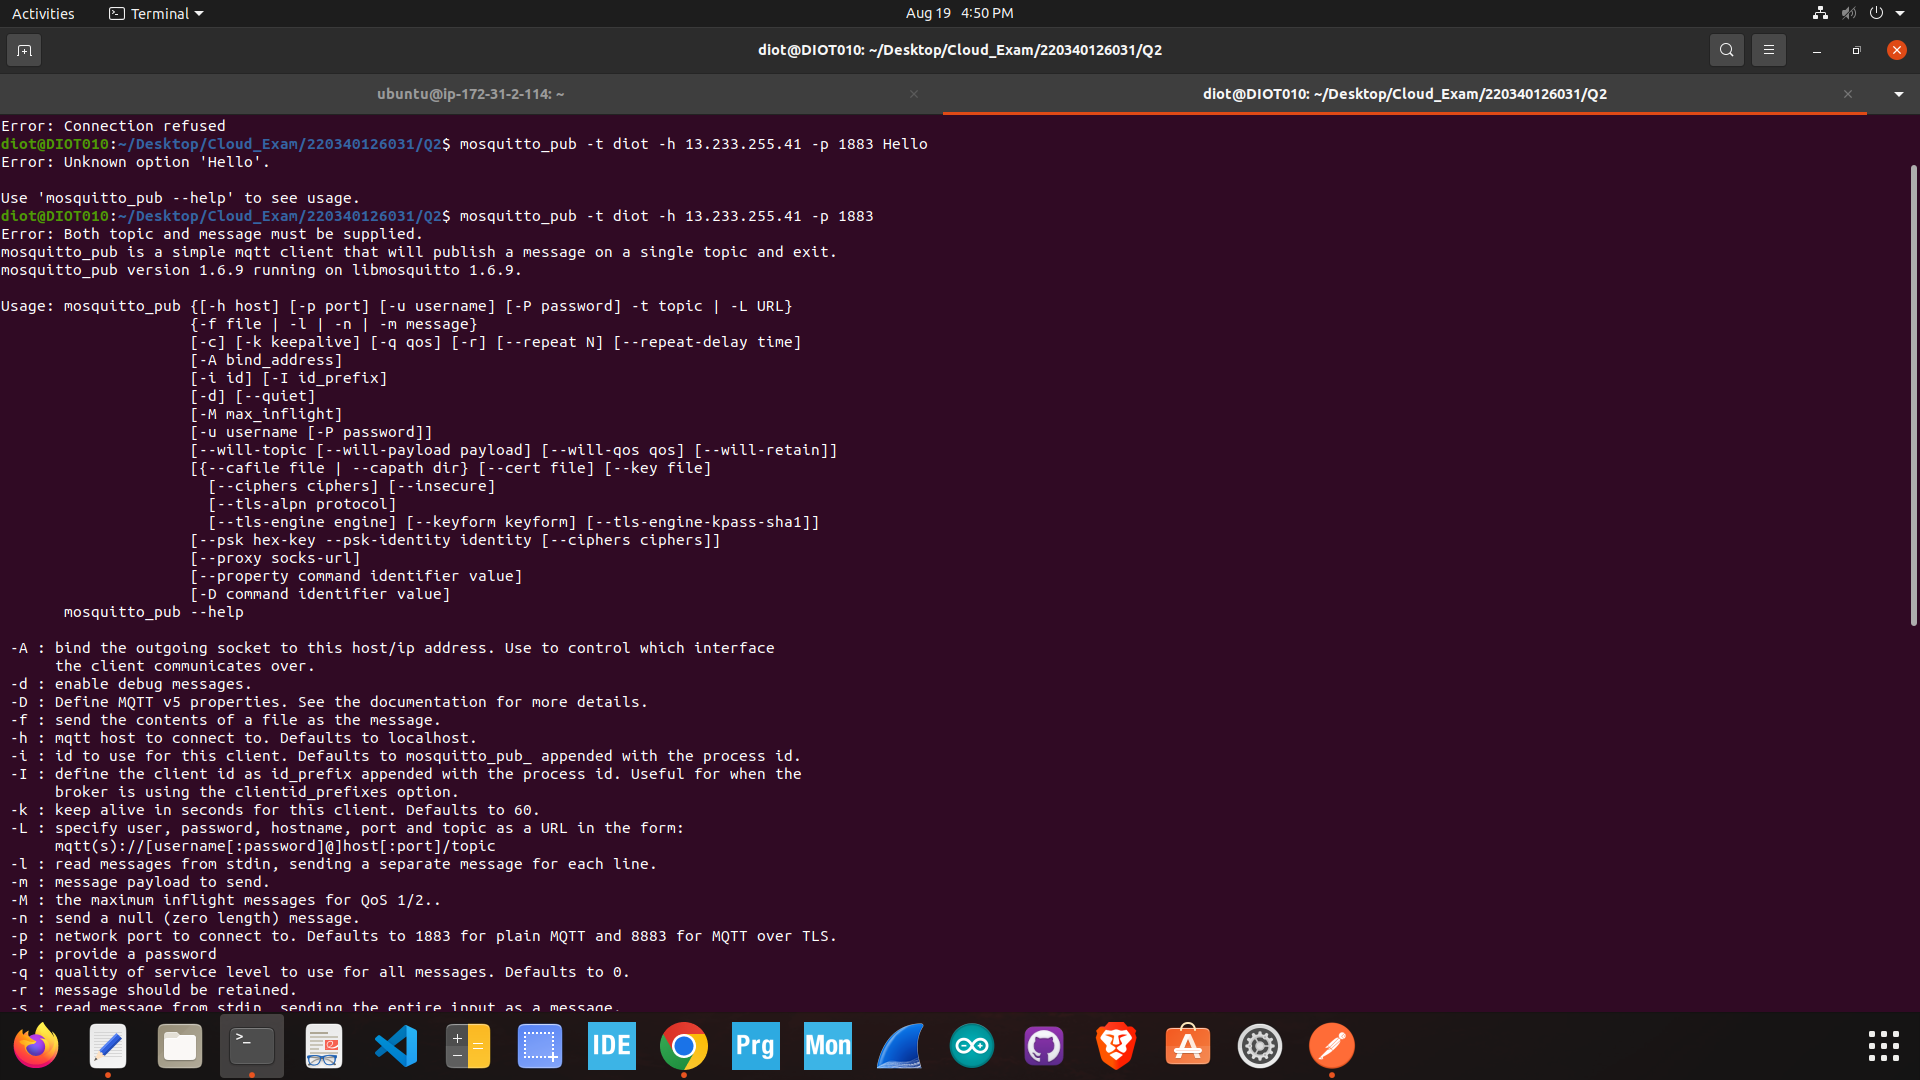 Activities
Terminal
Aug 19 4:50 PM
diot@DIOT010: ~/Desktop/Cloud_Exam/220340126031/Q2
ubuntu@ip-172-31-2-114: ~
diot@DIOT010: ~/Desktop/Cloud_Exam/220340126031/Q2
Error: Connection refused
diot@DIOT010:~/Desktop/Cloud_Exam/220340126031/Q2$ mosquitto_pub -t diot -h 13.233.255.41 -p 1883 Hello
Error: Unknown option 'Hello'.
Use 'mosquitto_pub --help' to see usage.
diot@DIOT010:~/Desktop/Cloud_Exam/220340126031/Q2$ mosquitto_pub -t diot -h 13.233.255.41 -p 1883
Error: Both topic and message must be supplied.
mosquitto_pub is a simple mqtt client that will publish a message on a single topic and exit.
mosquitto_pub version 1.6.9 running on libmosquitto 1.6.9.
Usage: mosquitto_pub {[-h host] [-p port] [-u username] [-P password] -t topic | -L URL}
{-f file | -l | -n | -m message}
[-c] [-k keepalive] [-q qos] [-r] [--repeat N] [--repeat-delay time]
[-A bind_address]
[-i id] [-I id_prefix]
[-d] [--quiet]
[-M max_inflight]
[-u username [-P password]]
[--will-topic [--will-payload payload] [--will-qos qos] [--will-retain]]
[{--cafile file | --capath dir} [--cert file] [--key file]
[--ciphers ciphers] [--insecure]
[--tls-alpn protocol]
[--tls-engine engine] [--keyform keyform] [--tls-engine-kpass-sha1]]
[--psk hex-key --psk-identity identity [--ciphers ciphers]]
[--proxy socks-url]
[--property command identifier value]
[-D command identifier value]
mosquitto_pub --help
-A : bind the outgoing socket to this host/ip address. Use to control which interface
the client communicates over.
-d : enable debug messages.
-D : Define MQTT v5 properties. See the documentation for more details.
-f : send the contents of a file as the message.
-h : mqtt host to connect to. Defaults to localhost.
-i : id to use for this client. Defaults to mosquitto_pub_ appended with the process id.
-I : define the client id as id_prefix appended with the process id. Useful for when the
broker is using the clientid_prefixes option.
-k : keep alive in seconds for this client. Defaults to 60.
-L : specify user, password, hostname, port and topic as a URL in the form:
mqtt(s)://[username[:password]@]host[:port]/topic
-l : read messages from stdin, sending a separate message for each line.
-m : message payload to send.
-M : the maximum inflight messages for QoS 1/2..
-n : send a null (zero length) message.
-p : network port to connect to. Defaults to 1883 for plain MQTT and 8883 for MQTT over TLS.
-P : provide a password
-q : quality of service level to use for all messages. Defaults to 0.
-r : message should be retained.
-s : read message from stdin, sending the entire input as a message.
IDE
Prg
Mon